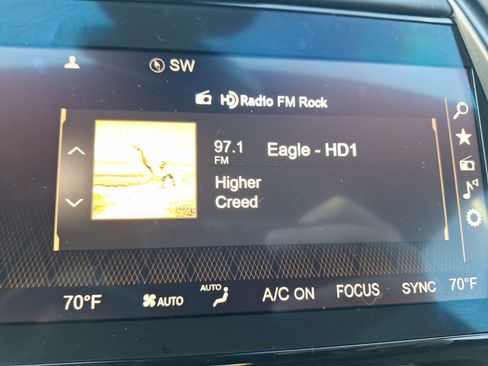 SW
HD Radio FM Rock
97.1 Eagle - HD1
FM
Higher
Creed
70°F AUTO AUTO A/C ON FOCUS SYNC 70°F